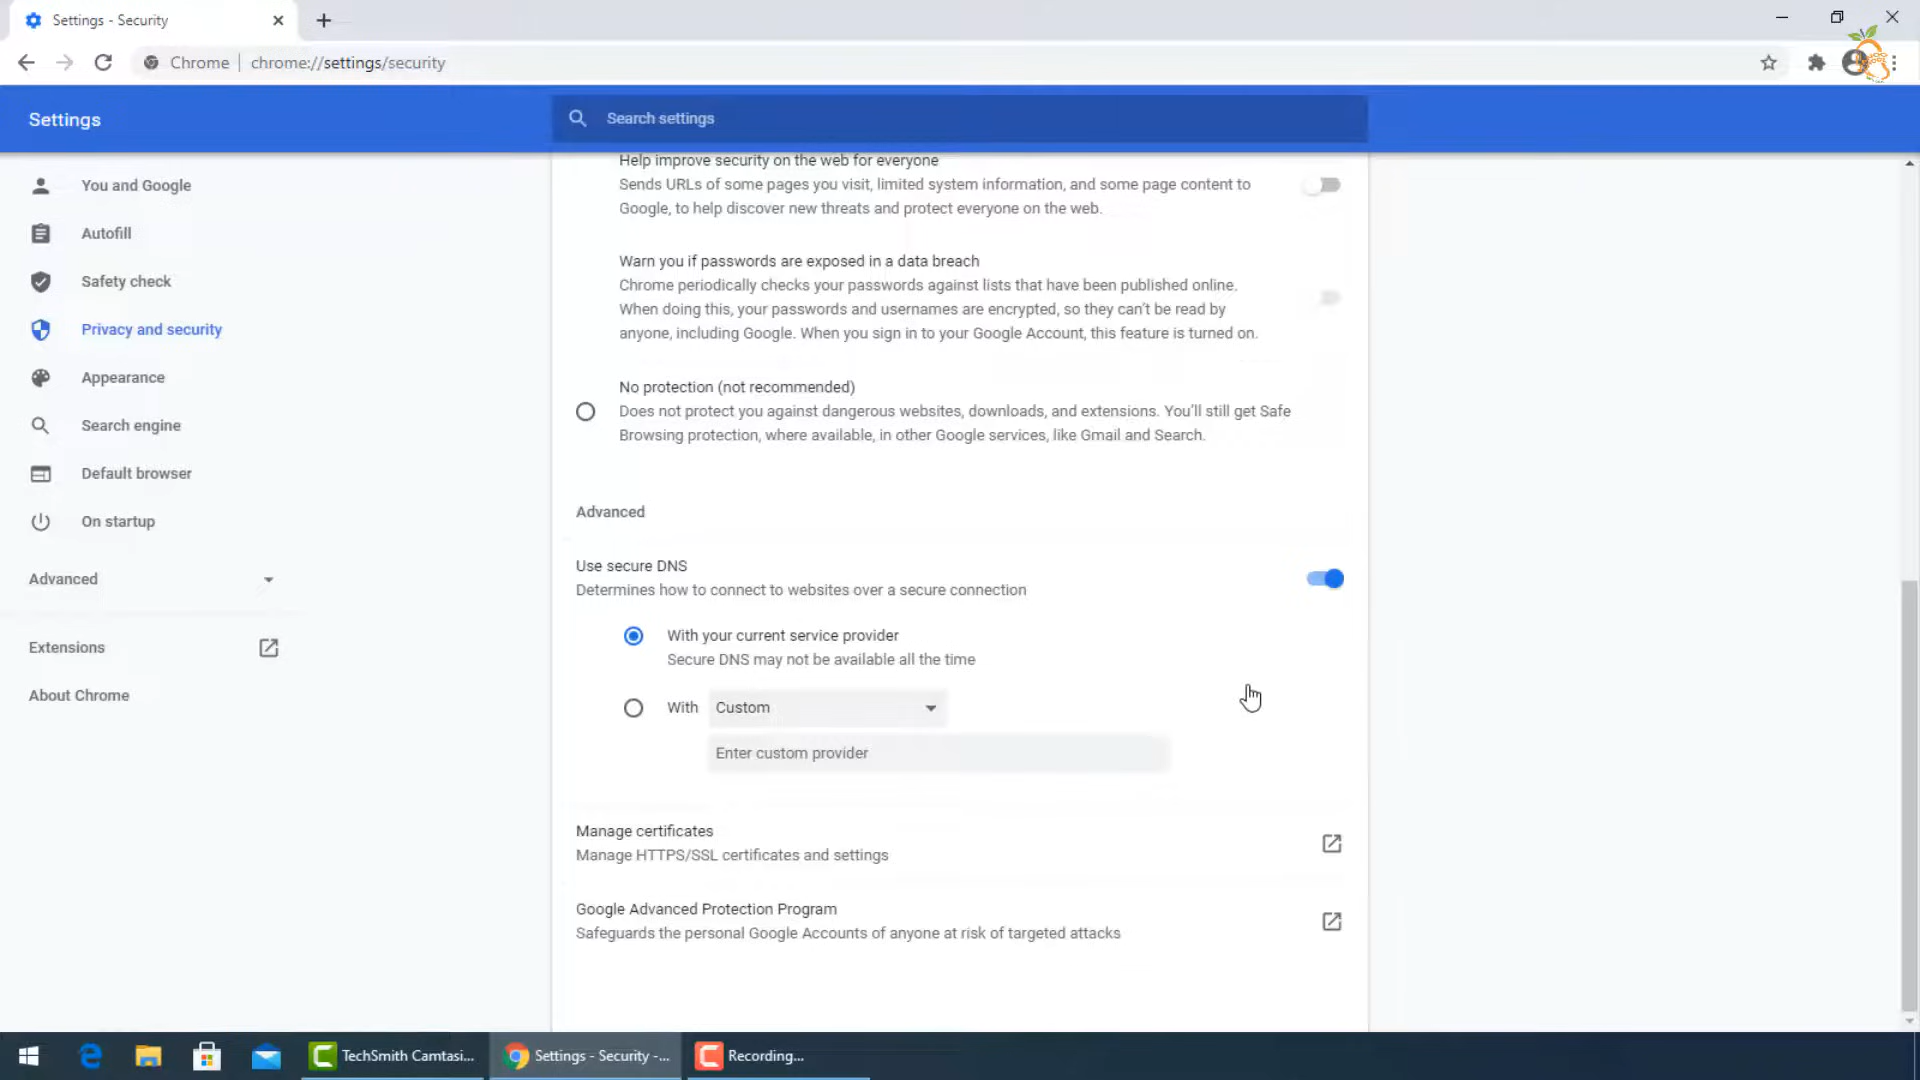 Settings - Security
Chrome
chrome://settings/security
Settings
Search settings
You and Google
Autofill
Safety check
Privacy and security
Appearance
Search engine
Default browser
On startup
Advanced
Extensions
About Chrome
Help improve security on the web for everyone
Sends URLs of some pages you visit, limited system information, and some page content to
Google, to help discover new threats and protect everyone on the web.
Warn you if passwords are exposed in a data breach
Chrome periodically checks your passwords against lists that have been published online.
When doing this, your passwords and usernames are encrypted, so they can't be read by
anyone, including Google. When you sign in to your Google Account, this feature is turned on.
No protection (not recommended)
Does not protect you against dangerous websites, downloads, and extensions. You'll still get Safe
Browsing protection, where available, in other Google services, like Gmail and Search.
Advanced
Use secure DNS
Determines how to connect to websites over a secure connection
With your current service provider
Secure DNS may not be available all the time
With Custom
Enter custom provider
Manage certificates
Manage HTTPS/SSL certificates and settings
Google Advanced Protection Program
Safeguards the personal Google Accounts of anyone at risk of targeted attacks
TechSmith Camtasi...
Settings - Security -...
Recording...